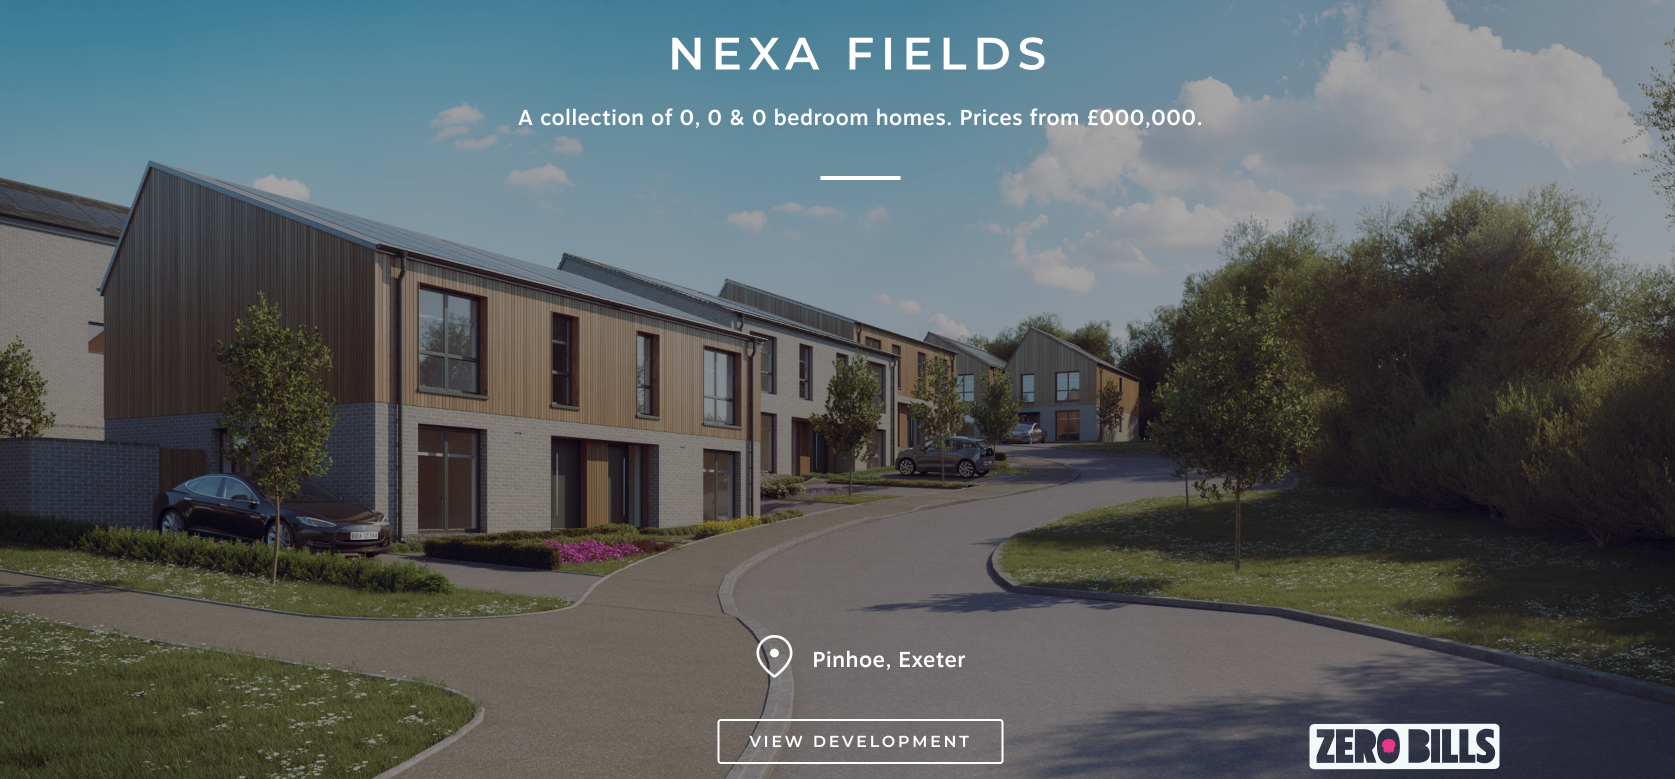 NEXA FIELDS
A collection of 0, 0 & 0 bedroom homes. Prices from £000,000.
Pinhoe, Exeter
VIEW DEVELOPMENT
ZERO BILLS